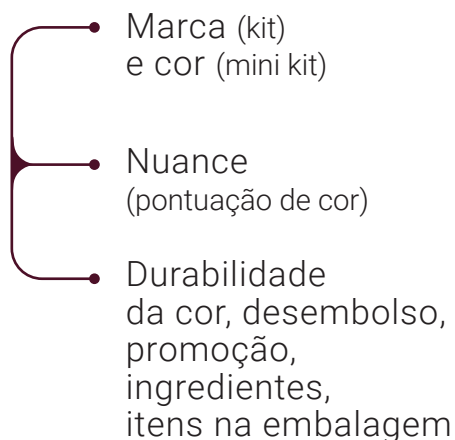 Marca (kit)
e cor (mini kit)
Nuance
(pontuação de cor)
Durabilidade
da cor, desembolso,
promoção,
ingredientes,
itens na embalagem